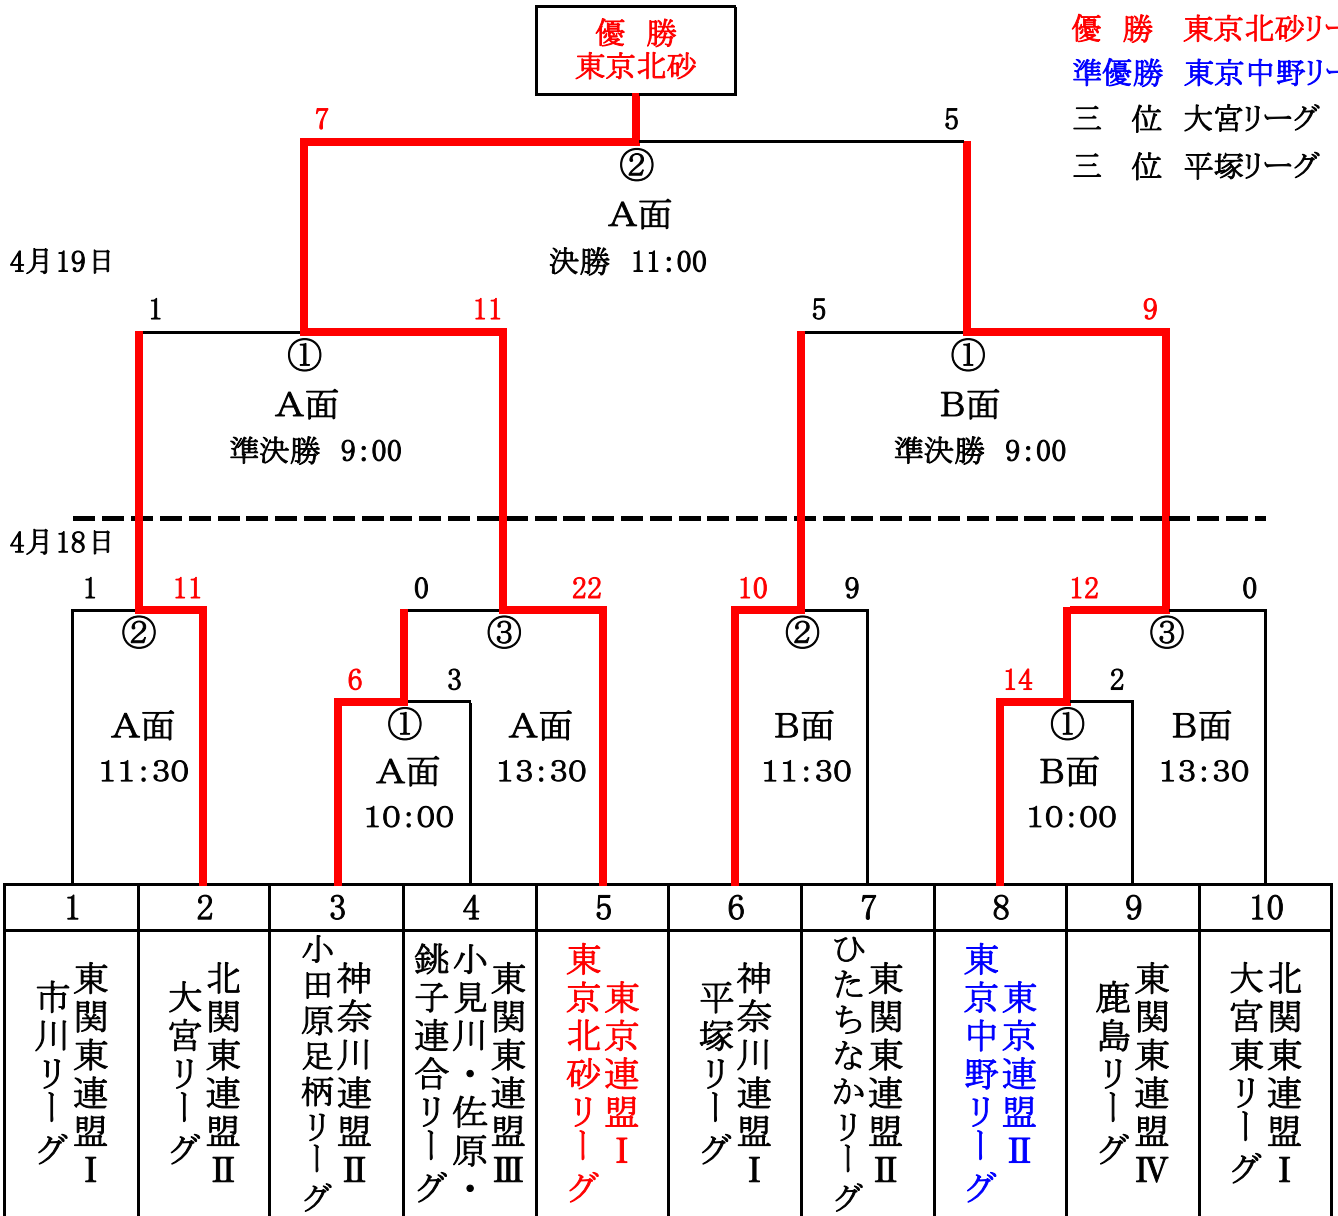 優 勝
東京北砂
優 勝 東京北砂リー
準優勝 東京中野リー
三 位 大宮リーグ
三 位 平塚リーグ
7
5
②
A面
決勝 11:00
4月19日
1
11
5
9
①
A面
準決勝 9:00
①
B面
準決勝 9:00
4月18日
1
11
0
22
10
9
12
0
②
③
②
③
6
3
14
2
①
①
A面
11:30
A面
10:00
A面
13:30
B面
11:30
B面
10:00
B面
13:30
1
2
3
4
5
6
7
8
9
10
東関東連盟Ⅰ
市川リーグ
北関東連盟Ⅱ
大宮リーグ
神奈川連盟Ⅱ
小田原足柄リーグ
東関東連盟Ⅲ
小見川・佐原・
銚子連合リーグ
東京連盟Ⅰ
東京北砂リーグ
神奈川連盟Ⅰ
平塚リーグ
東関東連盟Ⅱ
ひたちなかリーグ
東京連盟Ⅱ
東京中野リーグ
東関東連盟Ⅳ
鹿島リーグ
北関東連盟Ⅰ
大宮東リーグ